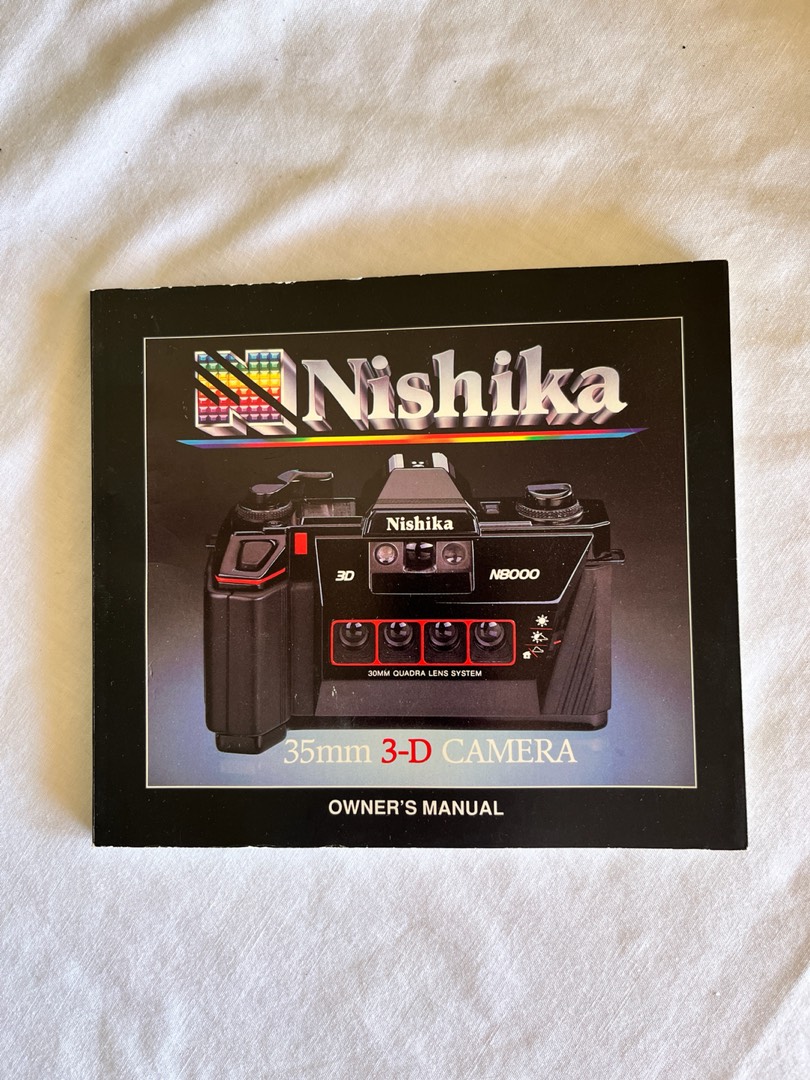 Nishika
Nishika
3D N8000
30MM QUADRA LENS SYSTEM
35mm 3-D CAMERA
OWNER'S MANUAL